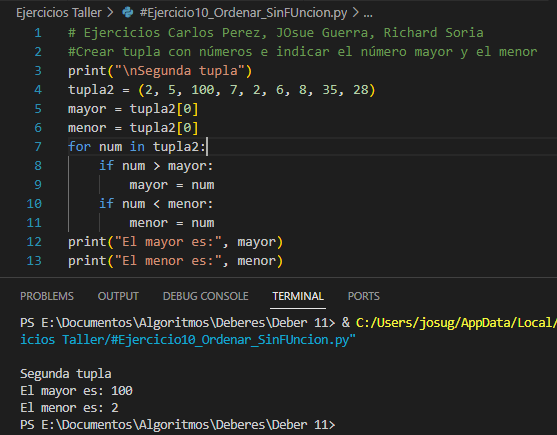 Ejercicios Taller > #Ejercicio10_Ordenar_SinFUncion.py > ...
1 # Ejercicios Carlos Perez, JOsue Guerra, Richard Soria
2 #Crear tupla con números e indicar el número mayor y el menor
3 print("\nSegunda tupla")
4 tupla2 = (2, 5, 100, 7, 2, 6, 8, 35, 28)
5 mayor = tupla2[0]
6 menor = tupla2[0]
7 for num in tupla2:
8 if num > mayor:
9 mayor = num
10 if num < menor:
11 menor = num
12 print("El mayor es:", mayor)
13 print("El menor es:", menor)
PROBLEMS OUTPUT DEBUG CONSOLE TERMINAL PORTS
PS E:\Documentos\Algoritmos\Deberes\Deber 11> & C:/Users/josug/AppData/Local/
icios Taller/#Ejercicio10_Ordenar_SinFUncion.py"
Segunda tupla
El mayor es: 100
El menor es: 2
PS E:\Documentos\Algoritmos\Deberes\Deber 11>